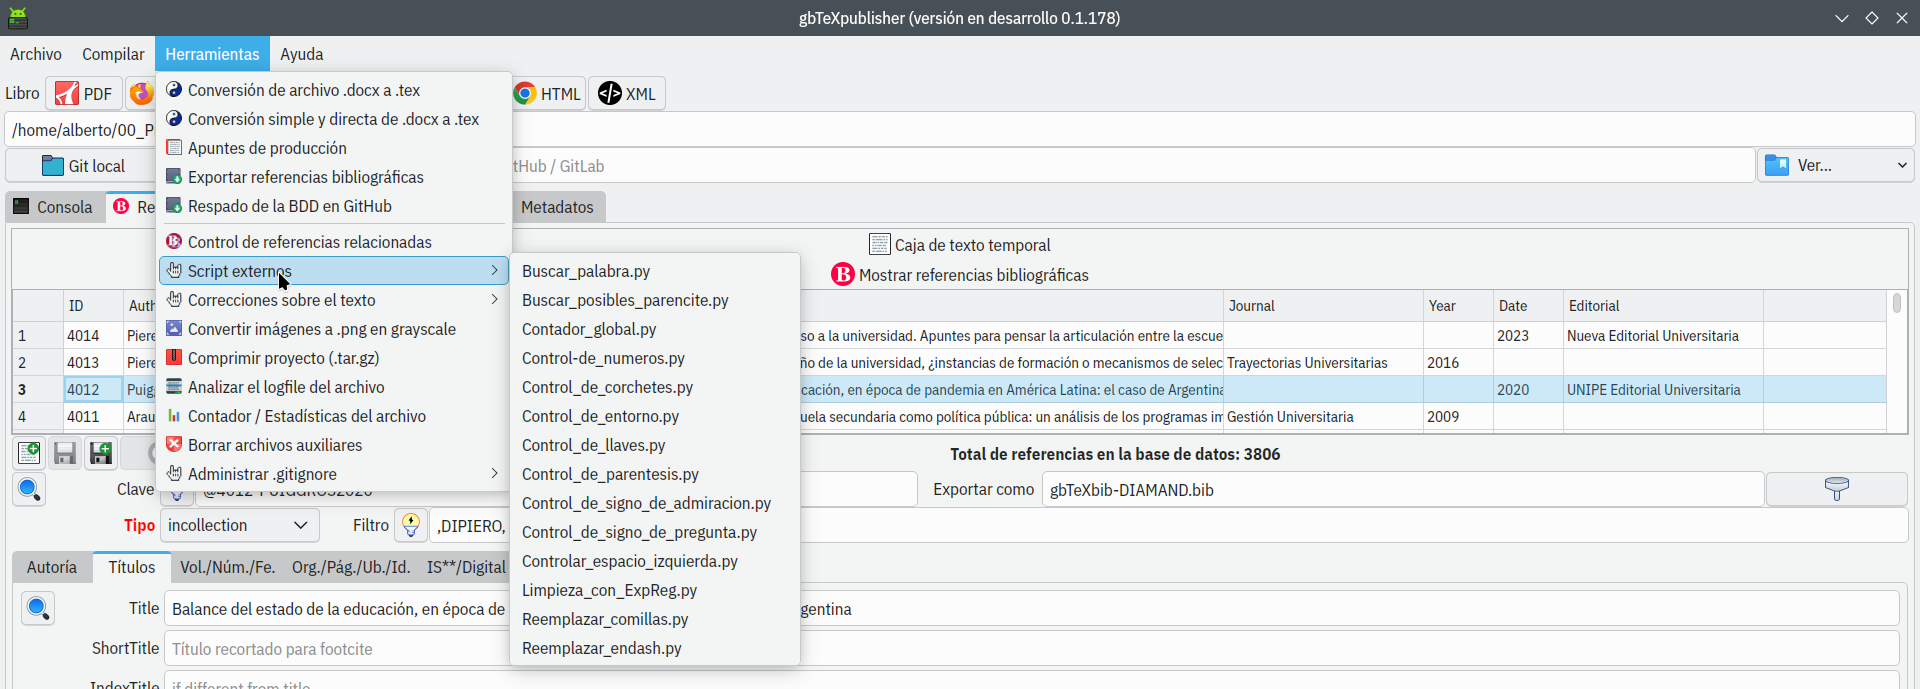 gbTeXpublisher (versión en desarrollo 0.1.178)
Archivo Compilar Herramientas Ayuda
Libro PDF HTML XML
/home/alberto/00_P
Git local tHub / GitLab Ver...
Consola Re Metadatos
Conversión de archivo .docx a .tex
Conversión simple y directa de .docx a .tex
Apuntes de producción
Exportar referencias bibliográficas
Respado de la BDD en GitHub
Control de referencias relacionadas
Script externos
Correcciones sobre el texto
Convertir imágenes a .png en grayscale
Comprimir proyecto (.tar.gz)
Analizar el logfile del archivo
Contador / Estadísticas del archivo
Borrar archivos auxiliares
Administrar .gitignore
Buscar_palabra.py
Buscar_posibles_parencite.py
Contador_global.py
Control-de_numeros.py
Control_de_corchetes.py
Control_de_entorno.py
Control_de_llaves.py
Control_de_parentesis.py
Control_de_signo_de_admiracion.py
Control_de_signo_de_pregunta.py
Controlar_espacio_izquierda.py
Limpieza_con_ExpReg.py
Reemplazar_comillas.py
Reemplazar_endash.py
Caja de texto temporal
B Mostrar referencias bibliográficas
ID Auth Journal Year Date Editorial
1 4014 Piere so a la universidad. Apuntes para pensar la articulación entre la escue 2023 Nueva Editorial Universitaria
2 4013 Piere ño de la universidad, ¿instancias de formación o mecanismos de selec Trayectorias Universitarias 2016
3 4012 Puig cación, en época de pandemia en América Latina: el caso de Argentina 2020 UNIPE Editorial Universitaria
4 4011 Arau uela secundaria como política pública: un análisis de los programas im Gestión Universitaria 2009
Total de referencias en la base de datos: 3806
Clave Exportar como gbTeXbib-DIAMAND.bib
Tipo incollection Filtro ,DIPIERO,
Autoría Títulos Vol./Núm./Fe. Org./Pág./Ub./Id. IS**/Digital
Title Balance del estado de la educación, en época de gentina
ShortTitle Título recortado para footcite
IndexTitle if different from title